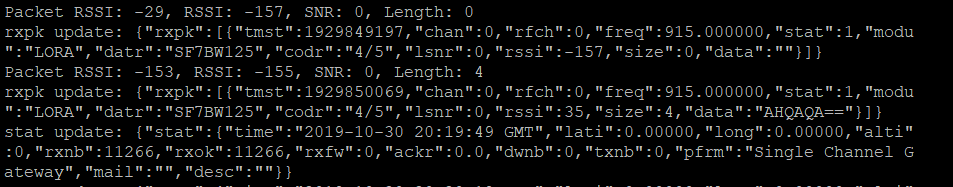 Packet RSSI: -29, RSSI: -157, SNR: 0, Length: 0
rxpk update: {"rxpk":[{"tmst":1929849197,"chan":0,"rfch":0,"freq":915.000000,"stat":1,"modu
":"LORA","datr":"SF7BW125","codr":"4/5","lsnr":0,"rssi":-157,"size":0,"data":""}]}
Packet RSSI: -153, RSSI: -155, SNR: 0, Length: 4
rxpk update: {"rxpk":[{"tmst":1929850069,"chan":0,"rfch":0,"freq":915.000000,"stat":1,"modu
":"LORA","datr":"SF7BW125","codr":"4/5","lsnr":0,"rssi":35,"size":4,"data":"AHQAQA=="}]}
stat update: {"stat":{"time":"2019-10-30 20:19:49 GMT","lati":0.00000,"long":0.00000,"alti"
:0,"rxnb":11266,"rxok":11266,"rxfw":0,"ackr":0.0,"dwnb":0,"txnb":0,"pfrm":"Single Channel G
ateway","mail":"","desc":""}}